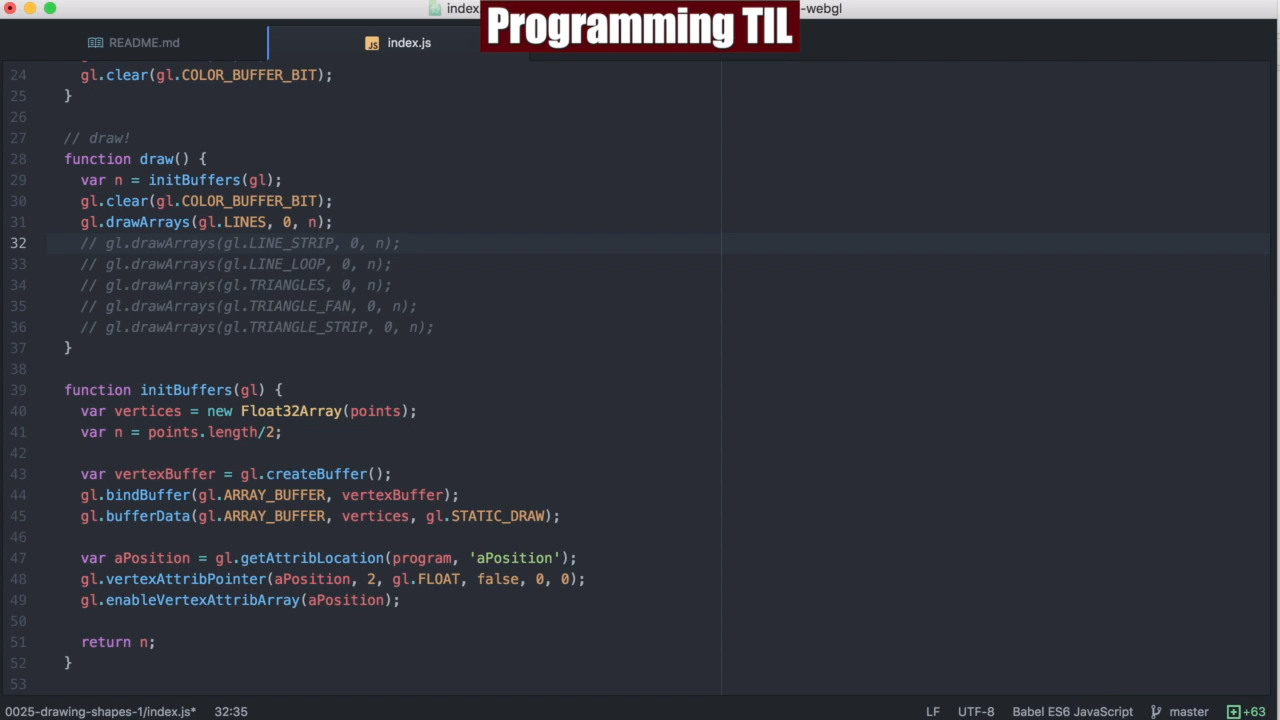 index
Programming TIL
-webgl
README.md
index.js
24 gl.clear(gl.COLOR_BUFFER_BIT);
25 }
26
27 // draw!
28 function draw() {
29 var n = initBuffers(gl);
30 gl.clear(gl.COLOR_BUFFER_BIT);
31 gl.drawArrays(gl.LINES, 0, n);
32 // gl.drawArrays(gl.LINE_STRIP, 0, n);
33 // gl.drawArrays(gl.LINE_LOOP, 0, n);
34 // gl.drawArrays(gl.TRIANGLES, 0, n);
35 // gl.drawArrays(gl.TRIANGLE_FAN, 0, n);
36 // gl.drawArrays(gl.TRIANGLE_STRIP, 0, n);
37 }
38
39 function initBuffers(gl) {
40 var vertices = new Float32Array(points);
41 var n = points.length/2;
42
43 var vertexBuffer = gl.createBuffer();
44 gl.bindBuffer(gl.ARRAY_BUFFER, vertexBuffer);
45 gl.bufferData(gl.ARRAY_BUFFER, vertices, gl.STATIC_DRAW);
46
47 var aPosition = gl.getAttribLocation(program, 'aPosition');
48 gl.vertexAttribPointer(aPosition, 2, gl.FLOAT, false, 0, 0);
49 gl.enableVertexAttribArray(aPosition);
50
51 return n;
52 }
53
0025-drawing-shapes-1/index.js* 32:35 LF UTF-8 Babel ES6 JavaScript master +63